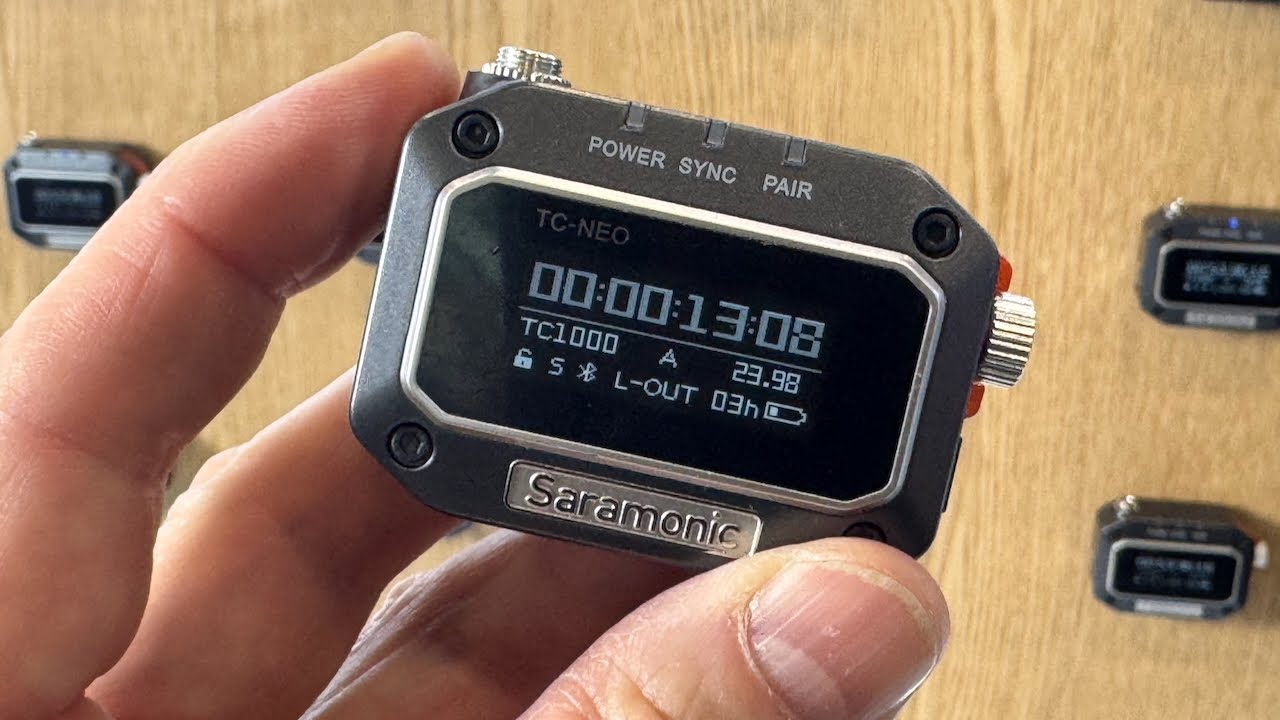 POWER SYNC PAIR
TC-NEO
00:00:13:08
TC1000 A 23.98
S L-OUT 03h
Saramonic